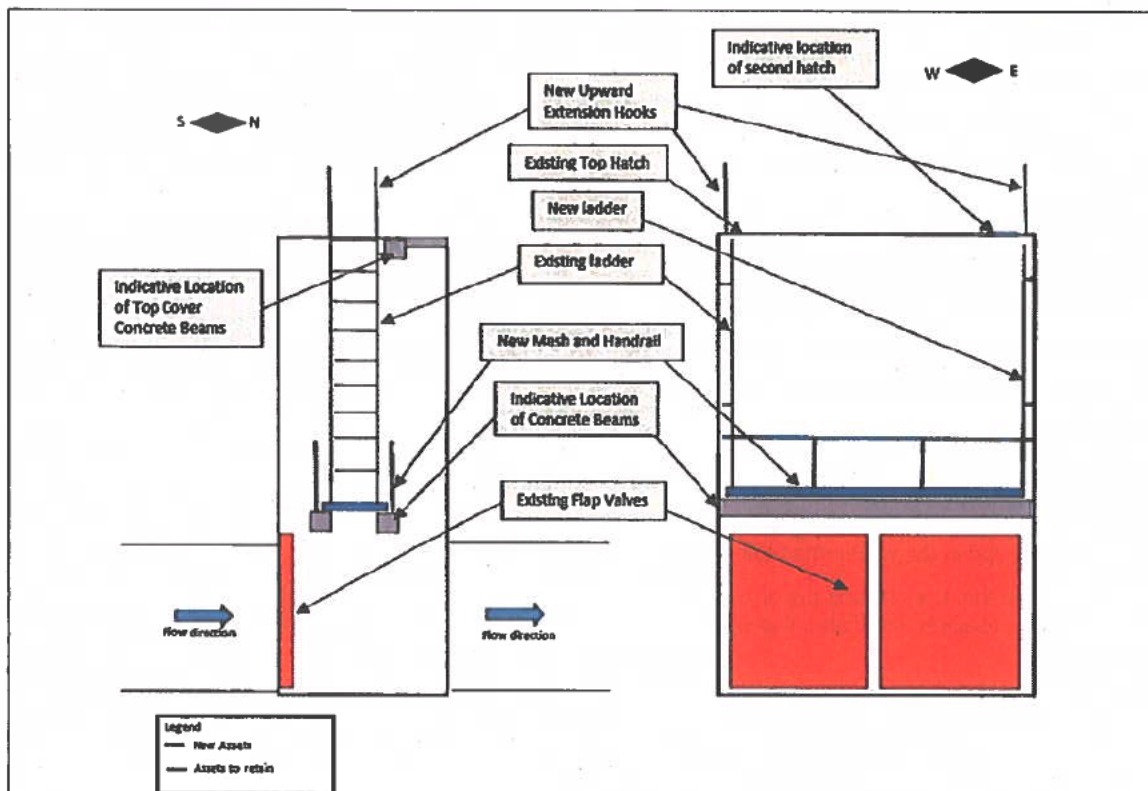 Indicative location
of second hatch
W E
S N
New Upward
Extension Hooks
Existing Top Hatch
New ladder
Existing ladder
Indicative Location
of Top Cover
Concrete Beams
New Mesh and Handrail
Indicative Location
of Concrete Beams
Existing Flap Valves
Flow direction
Flow direction
Legend
New Assets
Assets to retain